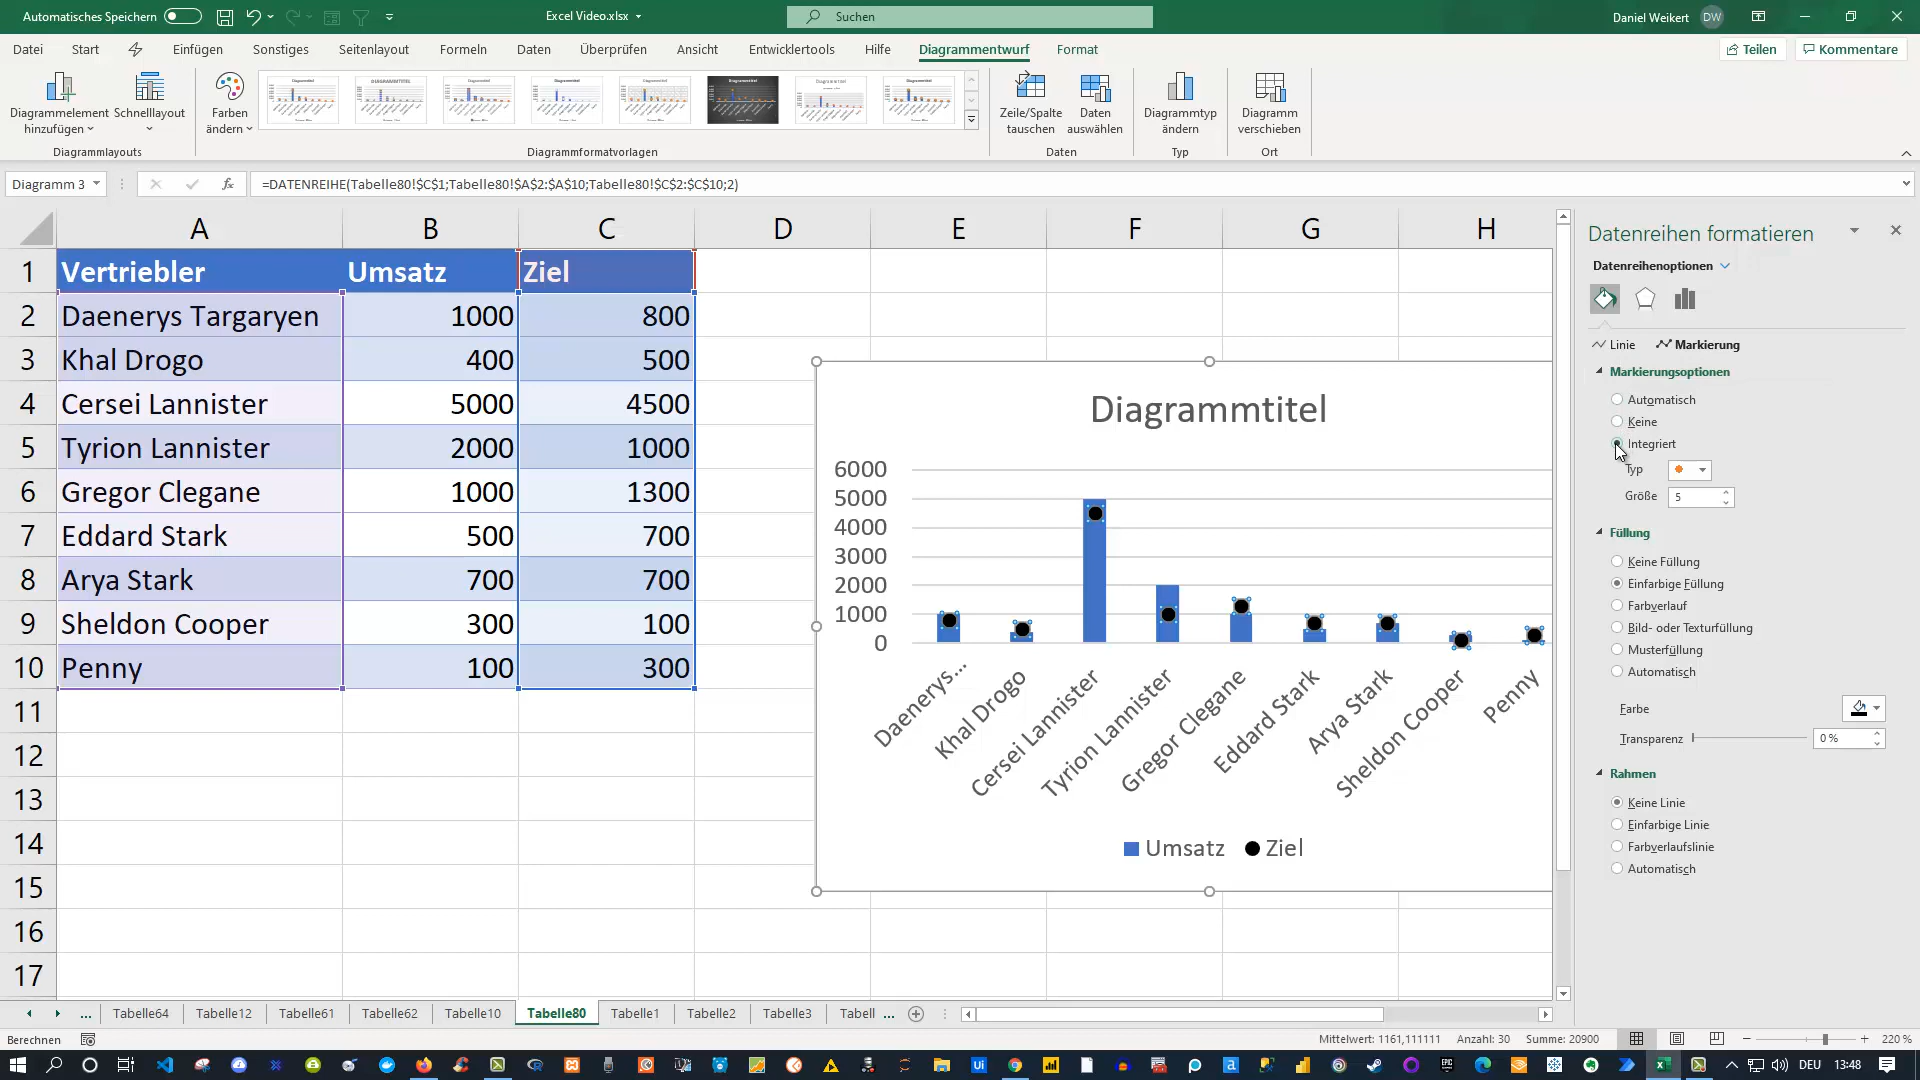 Automatisches Speichern
Excel Video.xlsx
Suchen
Daniel Weikert
DW
Datei Start Einfügen Sonstiges Seitenlayout Formeln Daten Überprüfen Ansicht Entwicklertools Hilfe Diagrammentwurf Format
Teilen
Kommentare
Diagrammelement hinzufügen
Schnelllayout
Farben ändern
Zeile/Spalte tauschen
Daten auswählen
Diagrammtyp ändern
Diagramm verschieben
Diagrammlayouts
Diagrammformatvorlagen
Daten
Typ
Ort
Diagramm 3
fx
=DATENREIHE(Tabelle80!$C$1;Tabelle80!$A$2:$A$10;Tabelle80!$C$2:$C$10;2)
A B C D E F G H
1 Vertriebler Umsatz Ziel
2 Daenerys Targaryen 1000 800
3 Khal Drogo 400 500
4 Cersei Lannister 5000 4500
5 Tyrion Lannister 2000 1000
6 Gregor Clegane 1000 1300
7 Eddard Stark 500 700
8 Arya Stark 700 700
9 Sheldon Cooper 300 100
10 Penny 100 300
11
12
13
14
15
16
17
Diagrammtitel
6000
5000
4000
3000
2000
1000
0
Daenerys...
Khal Drogo
Cersei Lannister
Tyrion Lannister
Gregor Clegane
Eddard Stark
Arya Stark
Sheldon Cooper
Penny
Umsatz Ziel
Datenreihen formatieren
Datenreihenoptionen
Linie Markierung
Markierungsoptionen
Automatisch
Keine
Integriert
Typ
Größe 5
Füllung
Keine Füllung
Einfarbige Füllung
Farbverlauf
Bild- oder Texturfüllung
Musterfüllung
Automatisch
Farbe
Transparenz 0 %
Rahmen
Keine Linie
Einfarbige Linie
Farbverlaufslinie
Automatisch
... Tabelle64 Tabelle12 Tabelle61 Tabelle62 Tabelle10 Tabelle80 Tabelle1 Tabelle2 Tabelle3 Tabell ...
Berechnen
Mittelwert: 1161,111111 Anzahl: 30 Summe: 20900
220 %
DEU 13:48